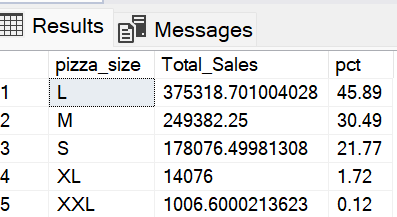 Results Messages
pizza_size Total_Sales pct
1 L 375318.701004028 45.89
2 M 249382.25 30.49
3 S 178076.49981308 21.77
4 XL 14076 1.72
5 XXL 1006.6000213623 0.12